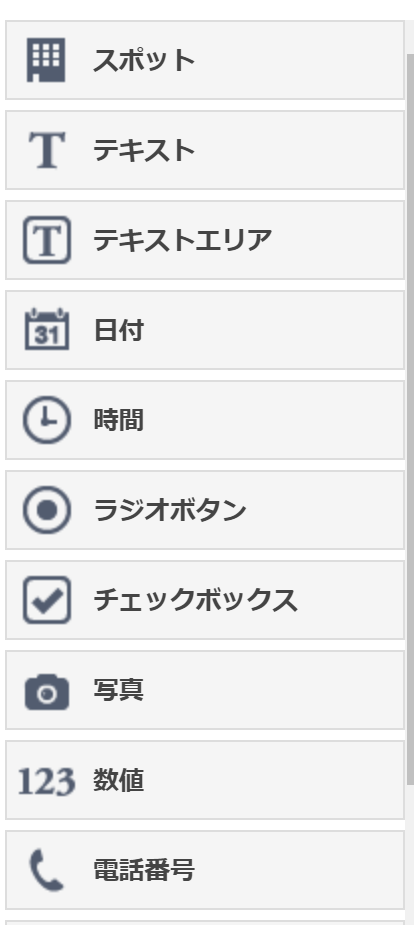 スポット
T テキスト
T テキストエリア
31 日付
時間
ラジオボタン
チェックボックス
写真
123 数値
電話番号